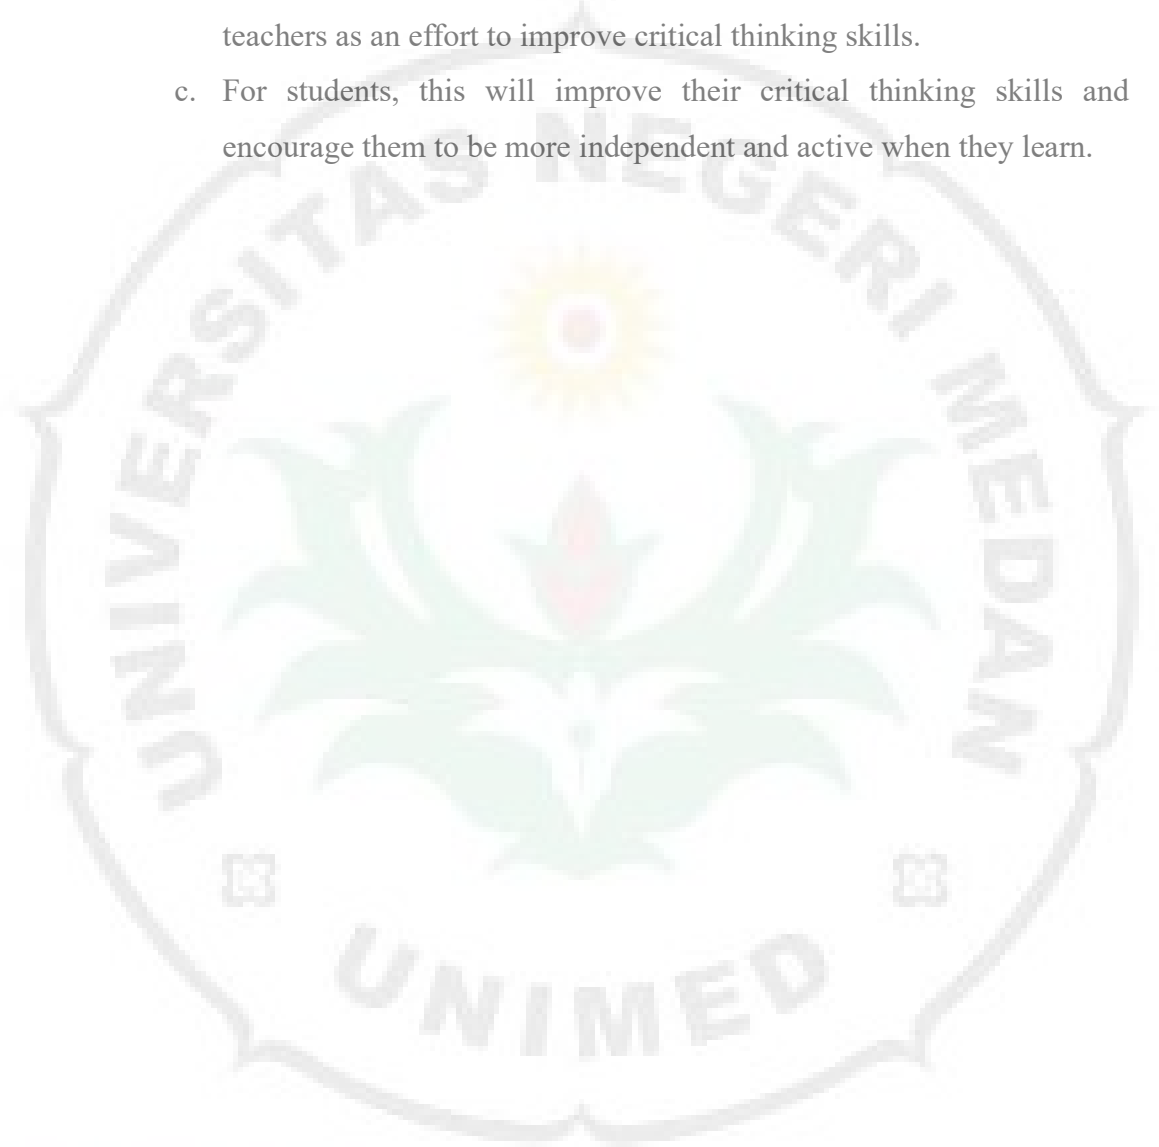 teachers as an effort to improve critical thinking skills.
c. For students, this will improve their critical thinking skills and
encourage them to be more independent and active when they learn.
UNIVERSITAS NEGERI MEDAN
UNIMED